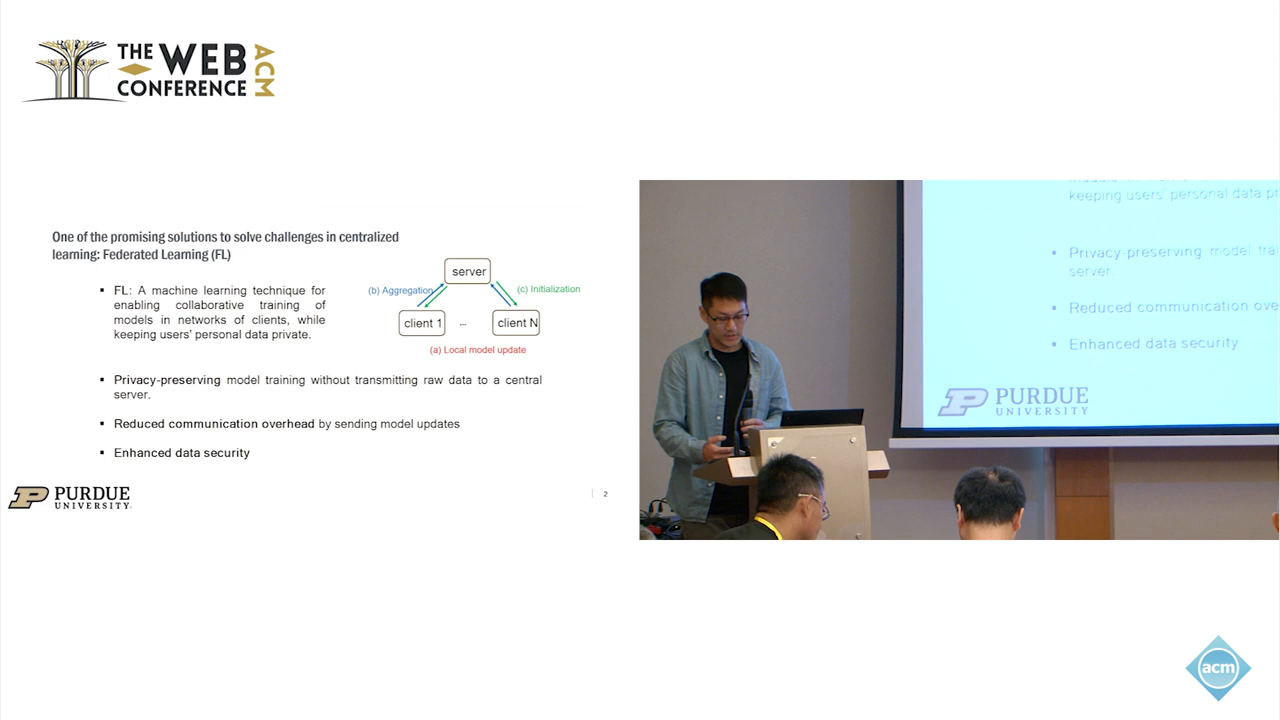 THE WEB
CONFERENCE
ACM
One of the promising solutions to solve challenges in centralized
learning: Federated Learning (FL)
▪ FL: A machine learning technique for
enabling collaborative training of
models in networks of clients, while
keeping users' personal data private.
server
(b) Aggregation
(c) Initialization
client 1
...
client N
(a) Local model update
▪ Privacy-preserving model training without transmitting raw data to a central
server.
▪ Reduced communication overhead by sending model updates
▪ Enhanced data security
PURDUE
UNIVERSITY
2
keeping users' personal data pr
▪ Privacy-preserving model trai
server.
▪ Reduced communication ove
▪ Enhanced data security
PURDUE
UNIVERSITY
acm